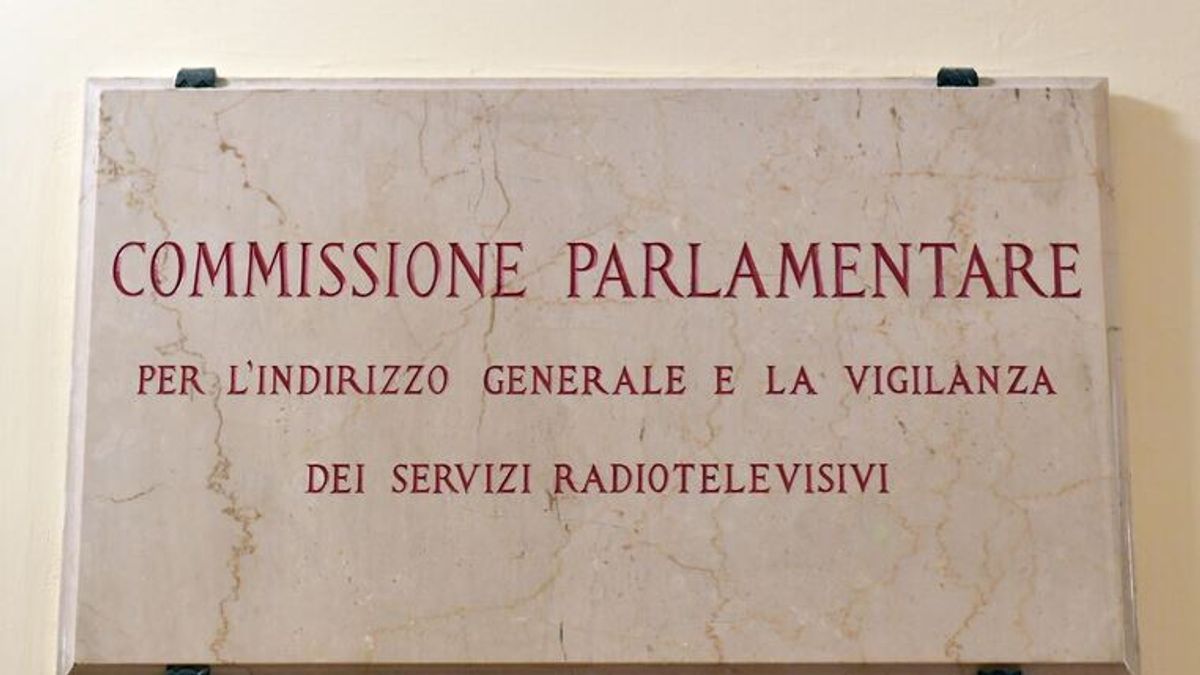 COMMISSIONE PARLAMENTARE
PER L'INDIRIZZO GENERALE E LA VIGILANZA
DEI SERVIZI RADIOTELEVISIVI